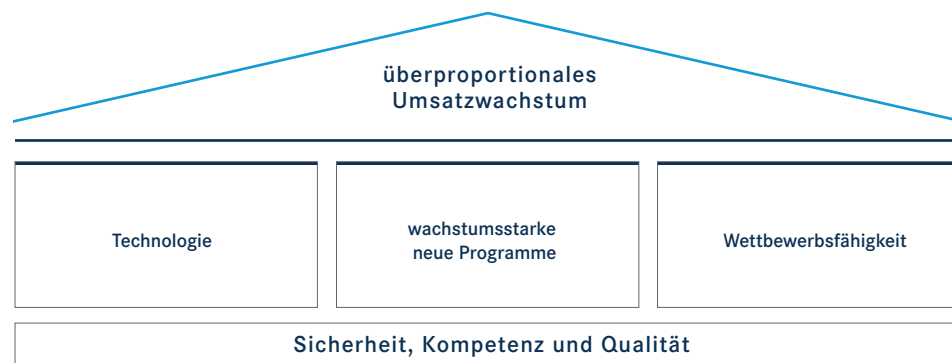 überproportionales
Umsatzwachstum
Technologie
wachstumsstarke
neue Programme
Wettbewerbsfähigkeit
Sicherheit, Kompetenz und Qualität